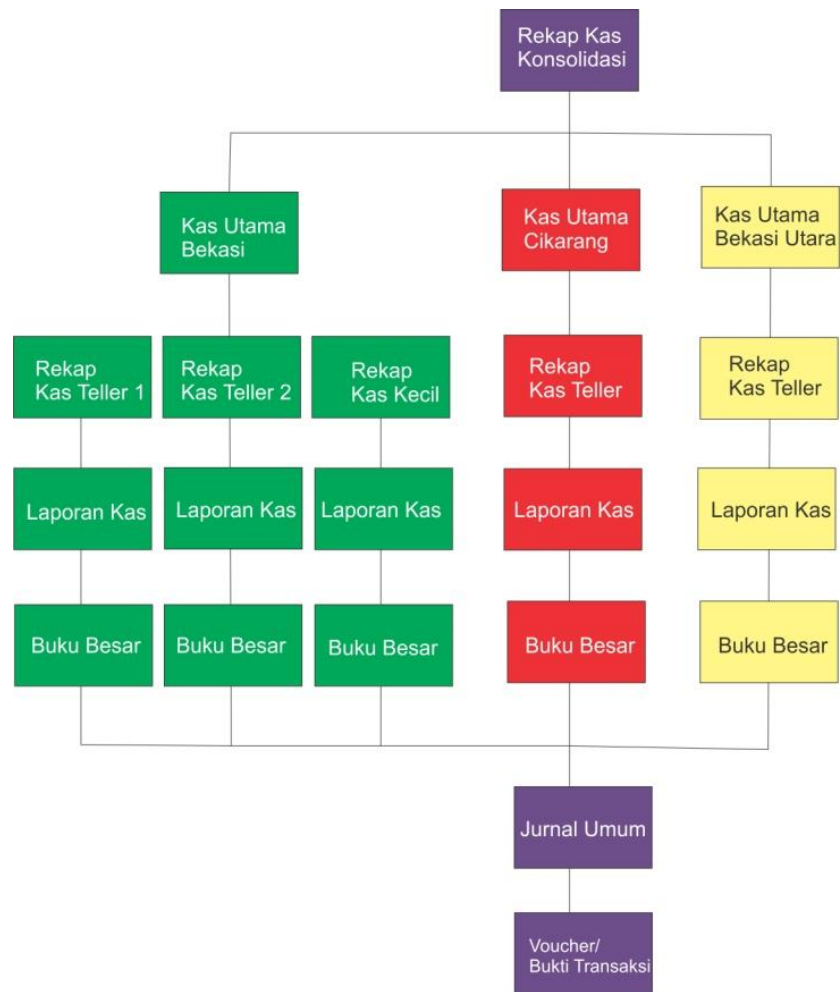 Rekap Kas
Konsolidasi
Kas Utama
Bekasi
Kas Utama
Cikarang
Kas Utama
Bekasi Utara
Rekap
Kas Teller 1
Rekap
Kas Teller 2
Rekap
Kas Kecil
Rekap
Kas Teller
Rekap
Kas Teller
Laporan Kas
Laporan Kas
Laporan Kas
Laporan Kas
Laporan Kas
Buku Besar
Buku Besar
Buku Besar
Buku Besar
Buku Besar
Jurnal Umum
Voucher/
Bukti Transaksi